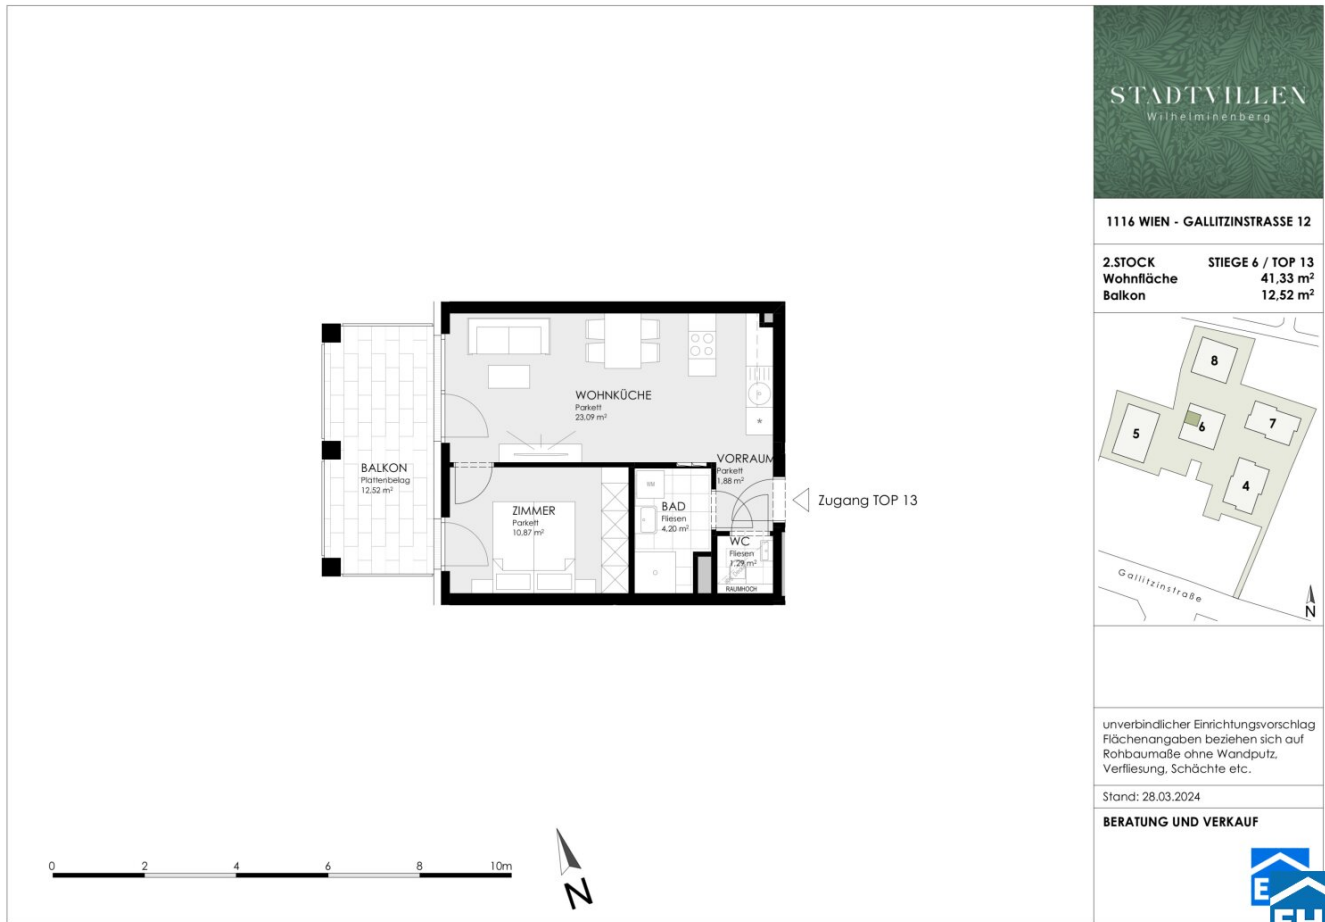 STADTVILLEN
Wilhelminenberg
1116 WIEN - GALLITZINSTRASSE 12
2.STOCK STIEGE 6 / TOP 13
Wohnfläche 41,33 m²
Balkon 12,52 m²
8
5
6
7
4
Gallitzinstraße
N
unverbindlicher Einrichtungsvorschlag
Flächenangaben beziehen sich auf
Rohbaumaße ohne Wandputz,
Verfliesung, Schächte etc.
Stand: 28.03.2024
BERATUNG UND VERKAUF
E
EH
WOHNKÜCHE
Parkett
23.09 m²
VORRAUM
Parkett
1.88 m²
BALKON
Plattenbelag
12.52 m²
ZIMMER
Parkett
10.87 m²
WM
BAD
Fliesen
4.20 m²
WC
Fliesen
1.29 m²
RAUMHOCH
Zugang TOP 13
0 2 4 6 8 10m
N